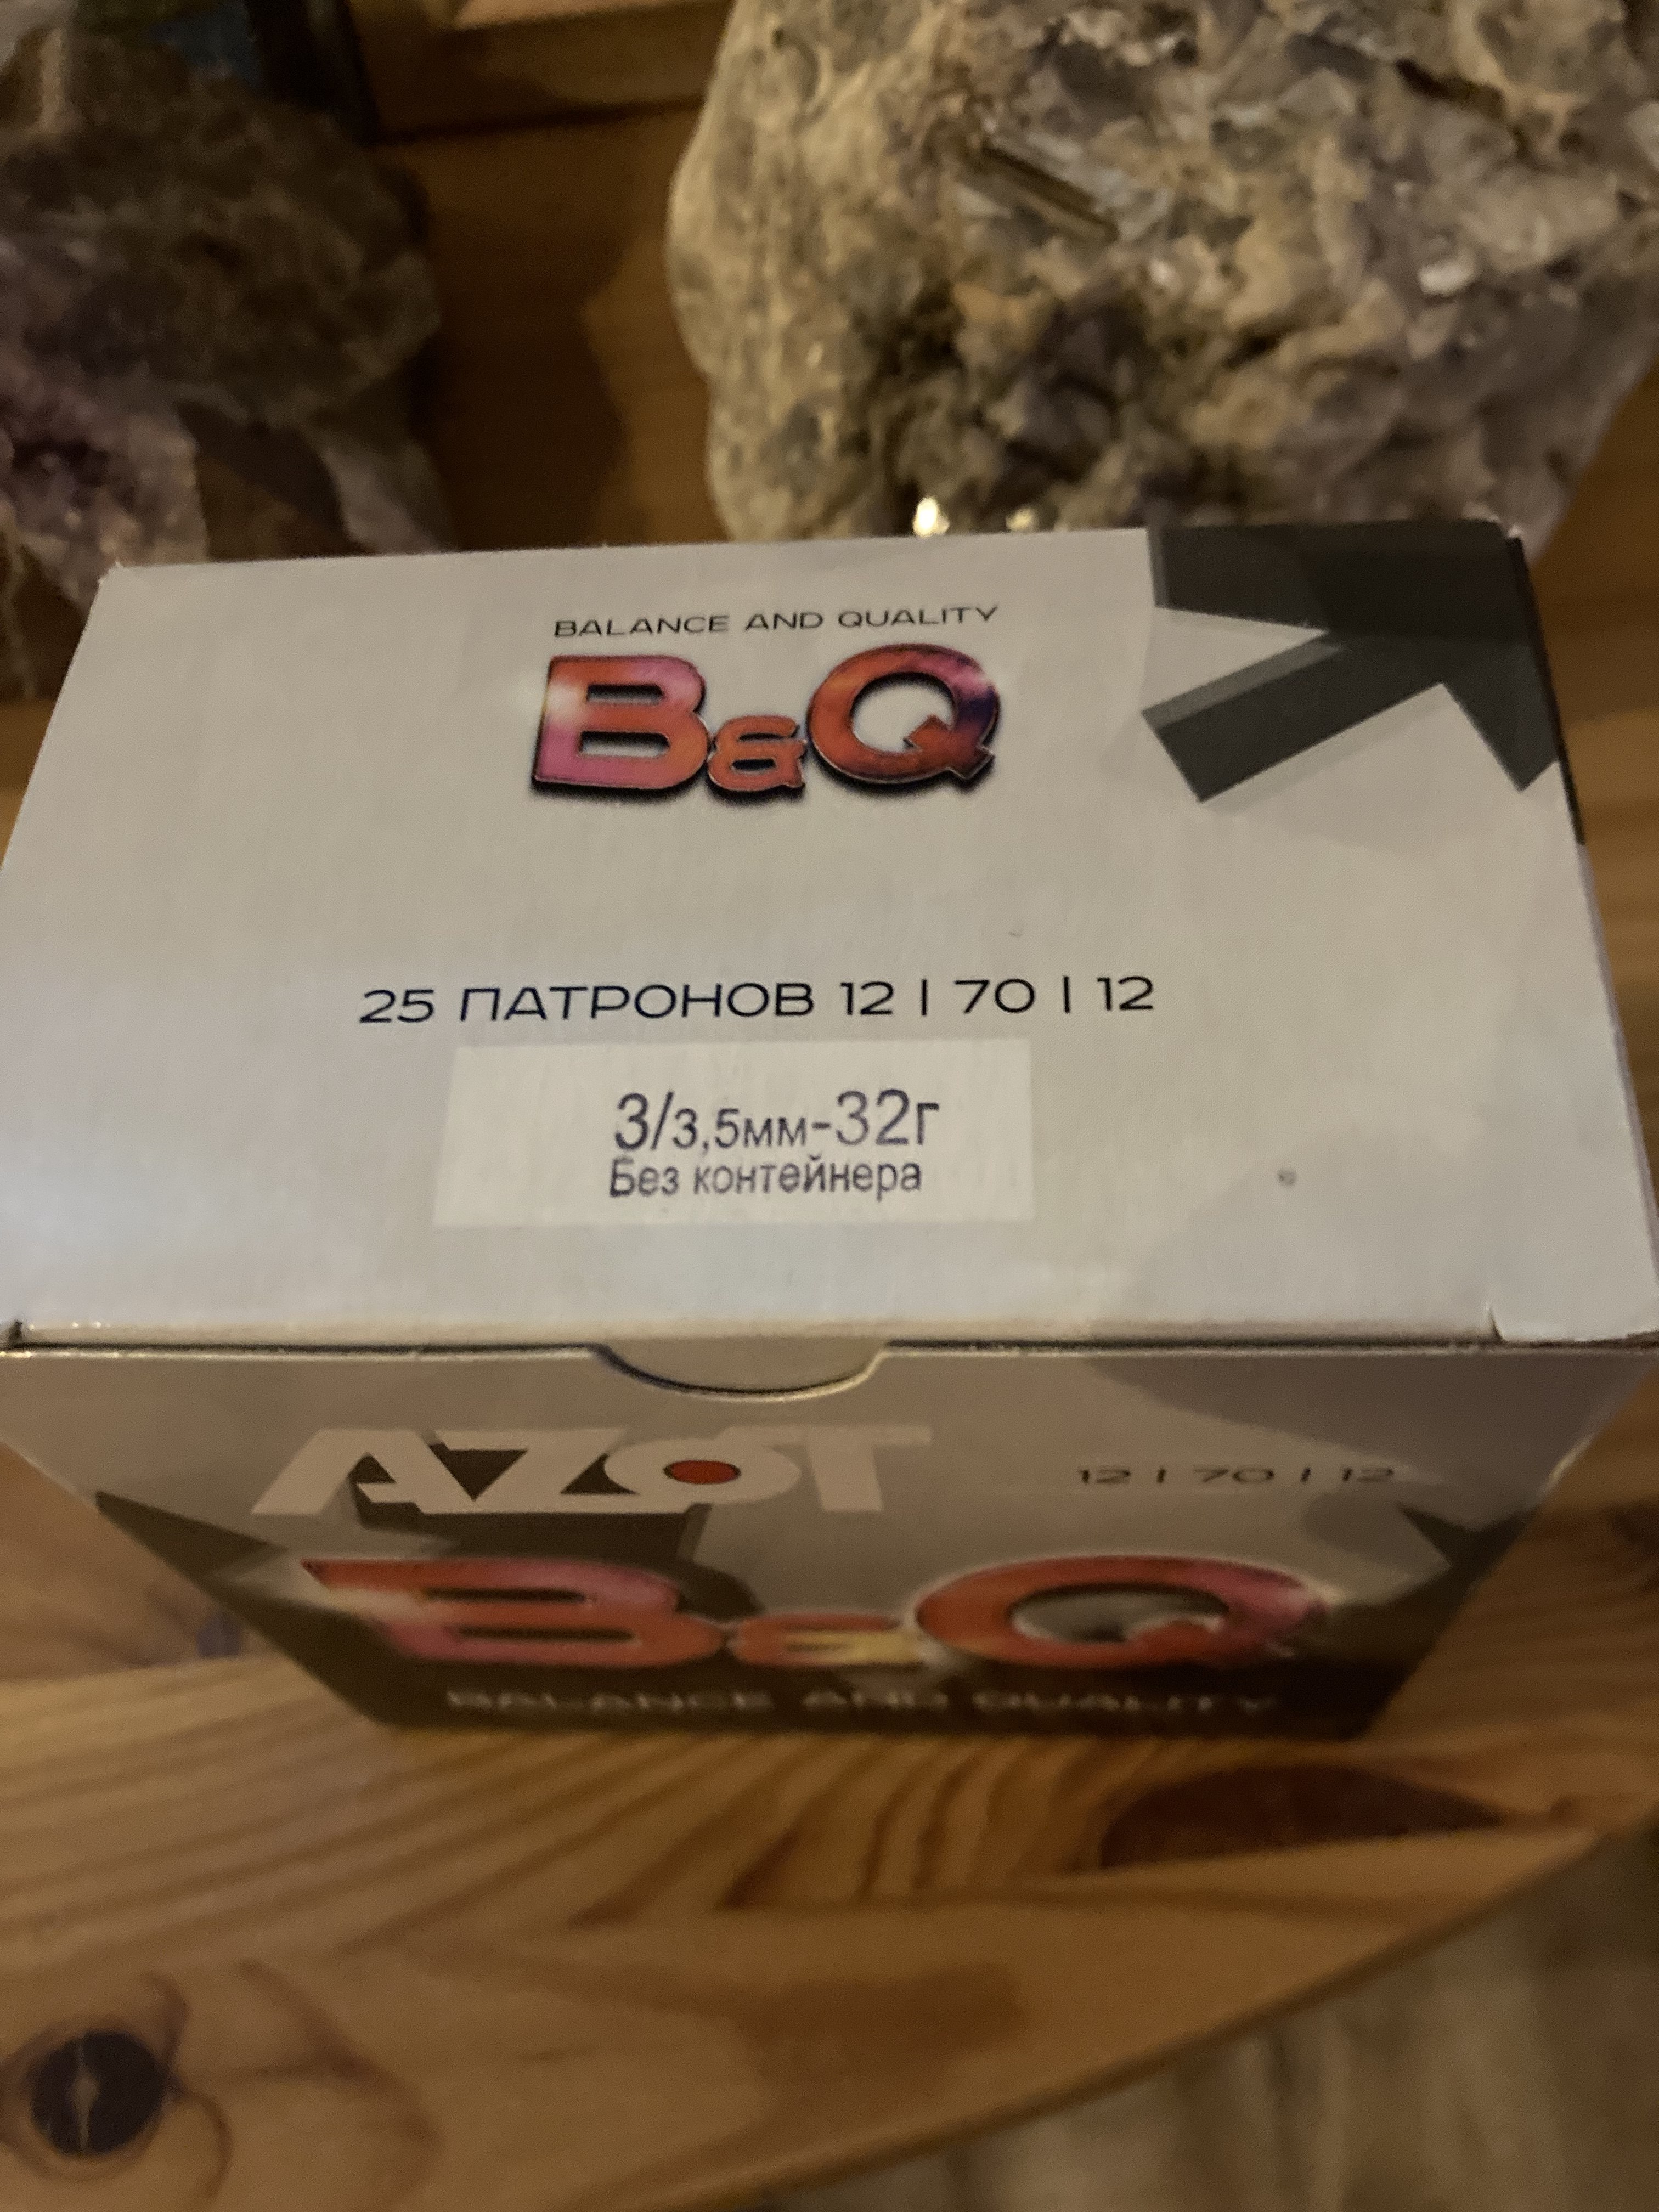 BALANCE AND QUALITY
B&Q
25 ПАТРОНОВ 12 | 70 | 12
3/3,5мм-32г
Без контейнера
AZOT
12 | 70 | 12
B&Q
BALANCE AND QUALITY